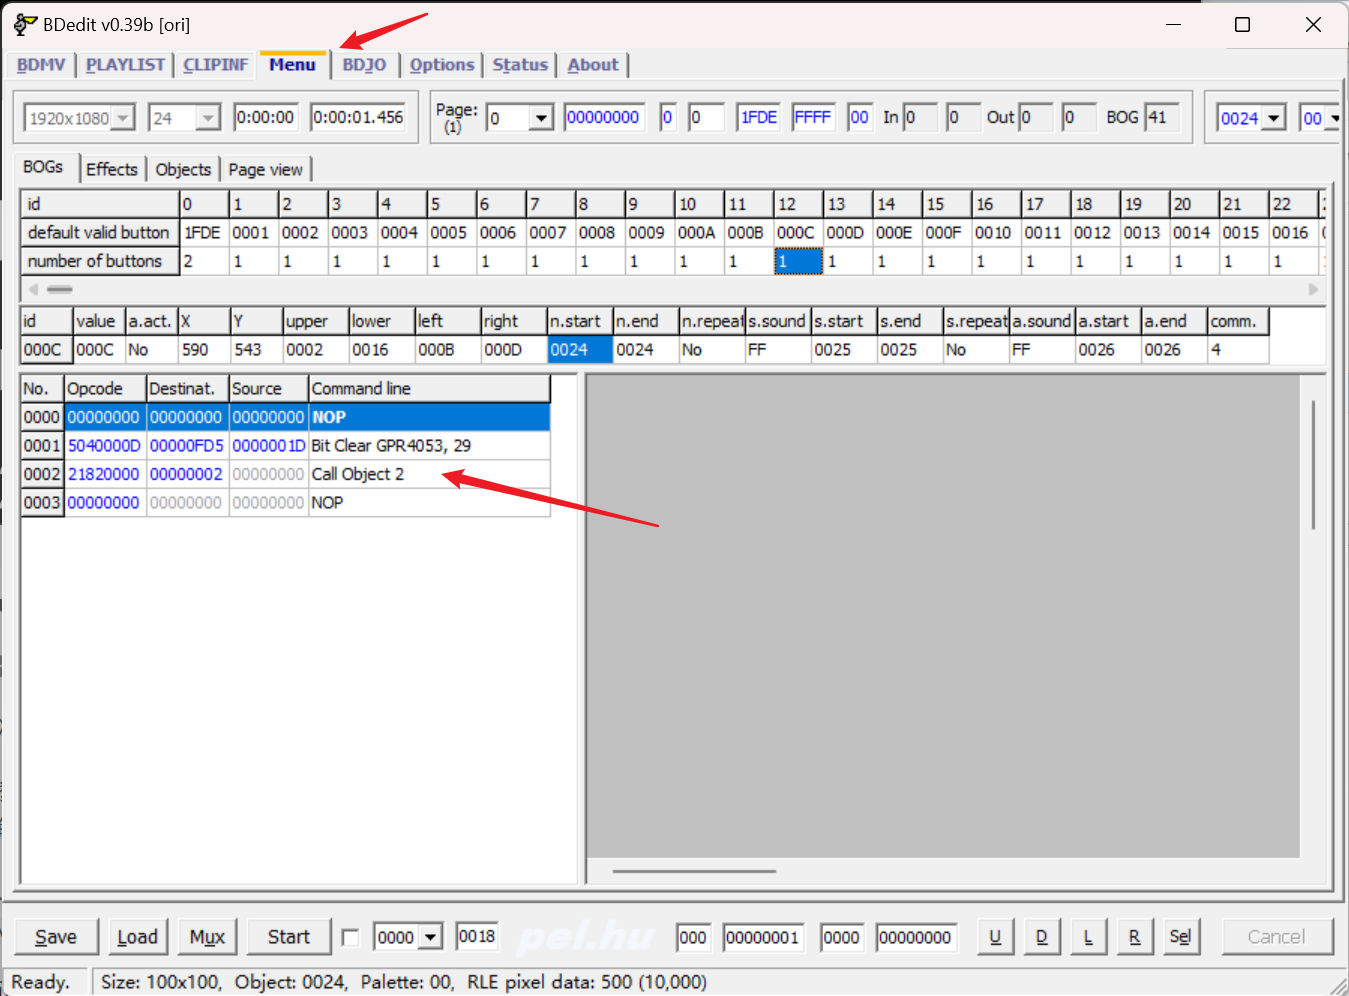 BDedit v0.39b [ori]
BDMV PLAYLIST CLIPINF Menu BDJO Options Status About
1920x1080 24 0:00:00 0:00:01.456 Page: (1) 0 00000000 0 0 1FDE FFFF 00 In 0 0 Out 0 0 BOG 41 0024 00
BOGs Effects Objects Page view
id 0 1 2 3 4 5 6 7 8 9 10 11 12 13 14 15 16 17 18 19 20 21 22
default valid button 1FDE 0001 0002 0003 0004 0005 0006 0007 0008 0009 000A 000B 000C 000D 000E 000F 0010 0011 0012 0013 0014 0015 0016
number of buttons 2 1 1 1 1 1 1 1 1 1 1 1 1 1 1 1 1 1 1 1 1 1 1
id value a.act. X Y upper lower left right n.start n.end n.repeat s.sound s.start s.end s.repeat a.sound a.start a.end comm.
000C 000C No 590 543 0002 0016 000B 000D 0024 0024 No FF 0025 0025 No FF 0026 0026 4
No. Opcode Destinat. Source Command line
0000 00000000 00000000 00000000 NOP
0001 5040000D 00000FD5 0000001D Bit Clear GPR4053, 29
0002 21820000 00000002 00000000 Call Object 2
0003 00000000 00000000 00000000 NOP
Save Load Mux Start 0000 0018 pel.hu 000 00000001 0000 00000000 U D L R Sel Cancel
Ready. Size: 100x100, Object: 0024, Palette: 00, RLE pixel data: 500 (10,000)